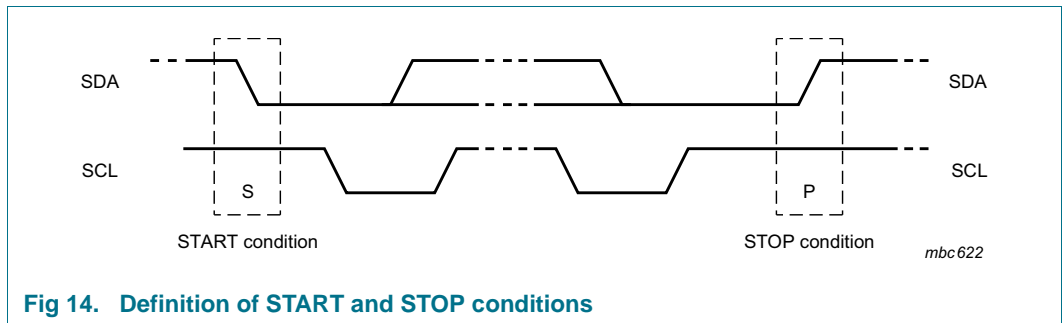 SDA
SDA
SCL
SCL
S
P
START condition
STOP condition
mbc622
Fig 14. Definition of START and STOP conditions